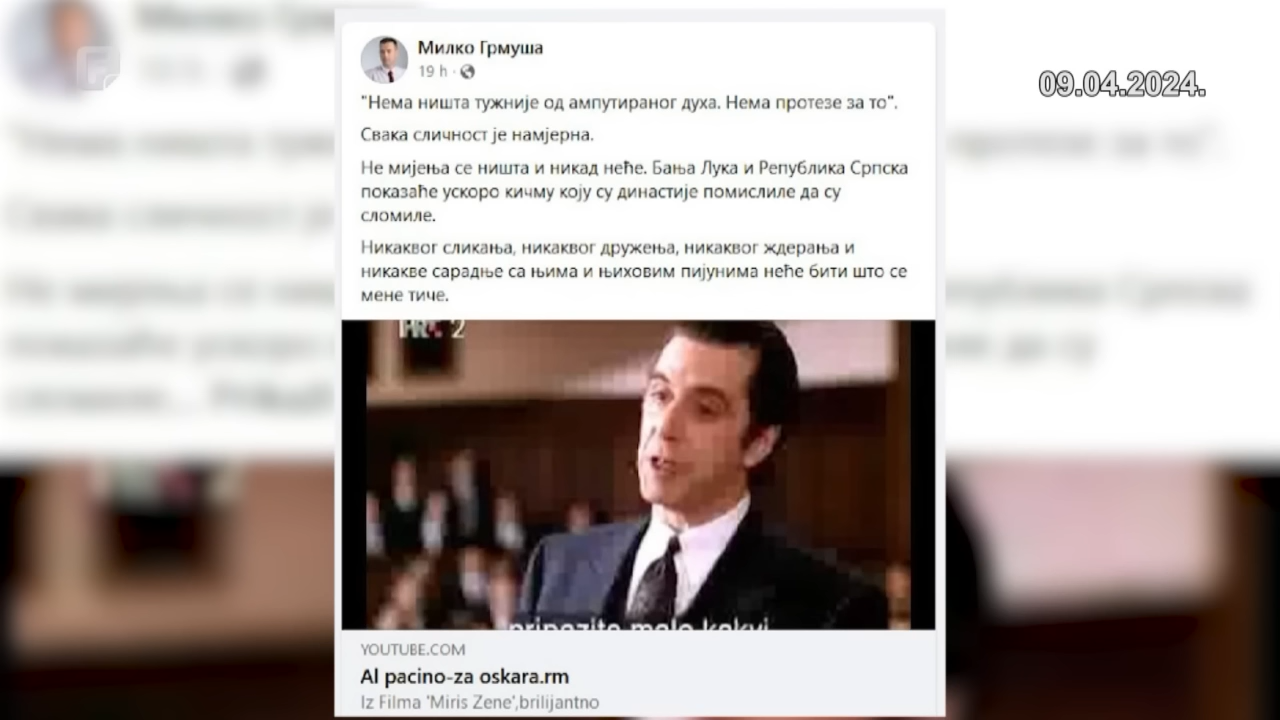 Милко Грмуша
19 h
09.04.2024.
"Нема ништа тужније од ампутираног духа. Нема протезе за то".
Свака сличност је намјерна.
Не мијења се ништа и никад неће. Бања Лука и Република Српска
показаће ускоро кичму коју су династије помислиле да су
сломиле.
Никаквог сликања, никаквог дружења, никаквог ждерања и
никакве сарадње са њима и њиховим пијунима неће бити што се
мене тиче.
HRT 2
pripazite malo kakvi
YOUTUBE.COM
Al pacino-za oskara.rm
Iz Filma 'Miris Zene',brilijantno